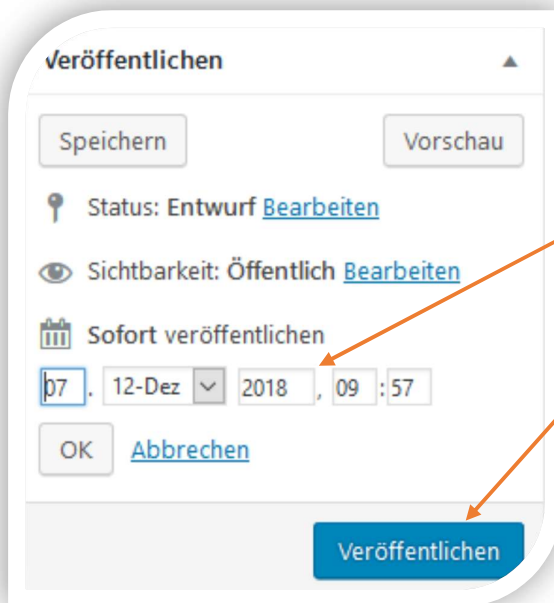 Veröffentlichen
Speichern Vorschau
Status: Entwurf Bearbeiten
Sichtbarkeit: Öffentlich Bearbeiten
Sofort veröffentlichen
07 . 12-Dez 2018 , 09 : 57
OK Abbrechen
Veröffentlichen